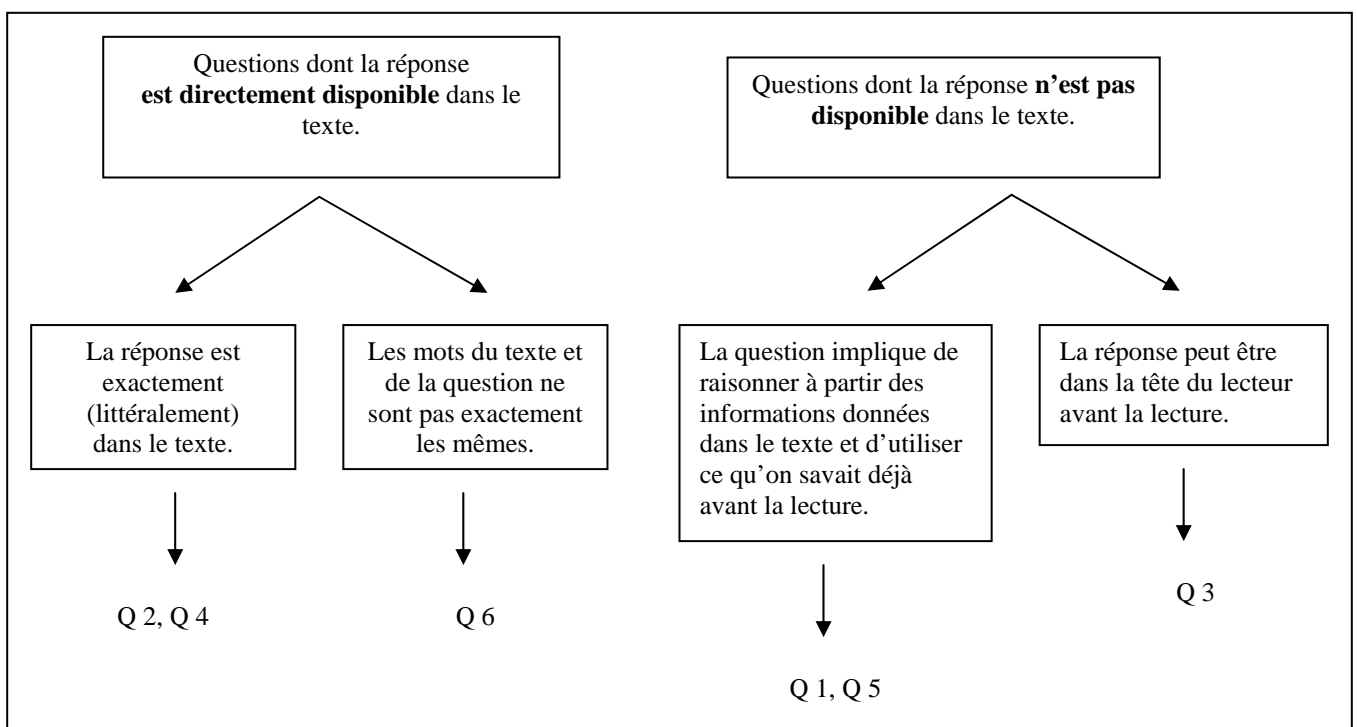 Questions dont la réponse
est directement disponible dans le
texte.
Questions dont la réponse n’est pas
disponible dans le texte.
La réponse est
exactement
(littéralement)
dans le texte.
Les mots du texte et
de la question ne
sont pas exactement
les mêmes.
La question implique de
raisonner à partir des
informations données
dans le texte et d’utiliser
ce qu’on savait déjà
avant la lecture.
La réponse peut être
dans la tête du lecteur
avant la lecture.
Q 2, Q 4
Q 6
Q 1, Q 5
Q 3